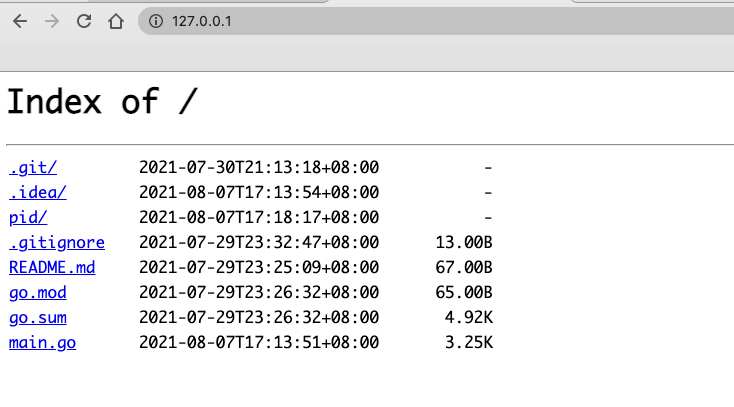 127.0.0.1
Index of /
.git/ 2021-07-30T21:13:18+08:00 -
.idea/ 2021-08-07T17:13:54+08:00 -
pid/ 2021-08-07T17:18:17+08:00 -
.gitignore 2021-07-29T23:32:47+08:00 13.00B
README.md 2021-07-29T23:25:09+08:00 67.00B
go.mod 2021-07-29T23:26:32+08:00 65.00B
go.sum 2021-07-29T23:26:32+08:00 4.92K
main.go 2021-08-07T17:13:51+08:00 3.25K